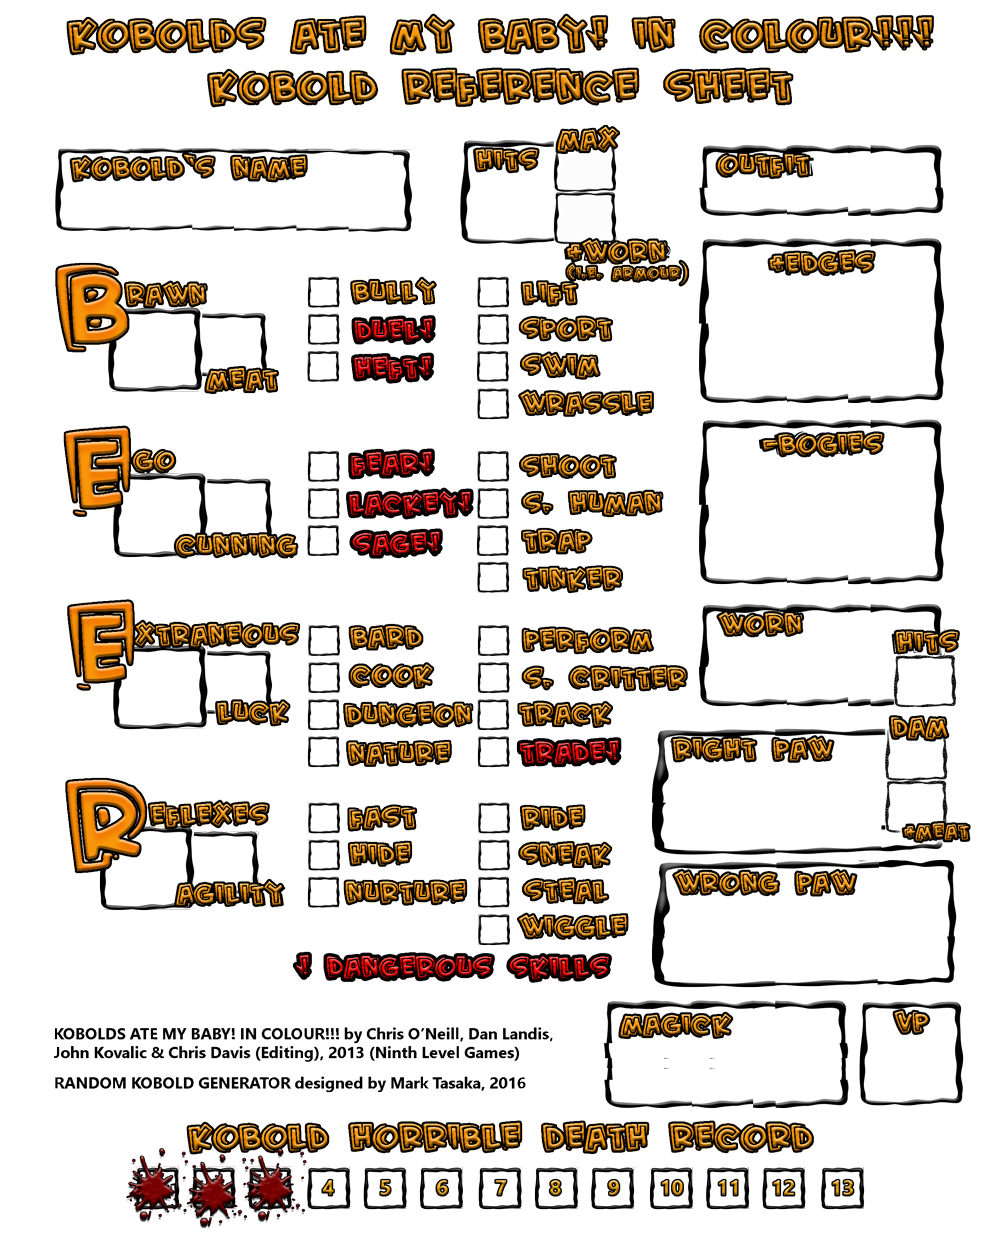 KOBOLDS ATE MY BABY! IN COLOUR!!!
KOBOLD REFERENCE SHEET
KOBOLD'S NAME
HITS
MAX
+WORN
(I.E. ARMOUR)
OUTFIT
+EDGES
BRAWN
MEAT
BULLY
DUEL!
HEFT!
LIFT
SPORT
SWIM
WRASSLE
-BOGIES
EGO
CUNNING
FEAR!
LACKEY!
SAGE!
SHOOT
S. HUMAN
TRAP
TINKER
WORN
HITS
EXTRANEOUS
LUCK
BARD
COOK
DUNGEON
NATURE
PERFORM
S. CRITTER
TRACK
TRADE!
RIGHT PAW
DAM
+MEAT
REFLEXES
AGILITY
FAST
HIDE
NURTURE
RIDE
SNEAK
STEAL
WIGGLE
WRONG PAW
! DANGEROUS SKILLS
MAGICK
VP
KOBOLDS ATE MY BABY! IN COLOUR!!! by Chris O'Neill, Dan Landis,
John Kovalic & Chris Davis (Editing), 2013 (Ninth Level Games)
RANDOM KOBOLD GENERATOR designed by Mark Tasaka, 2016
KOBOLD HORRIBLE DEATH RECORD
4 5 6 7 8 9 10 11 12 13